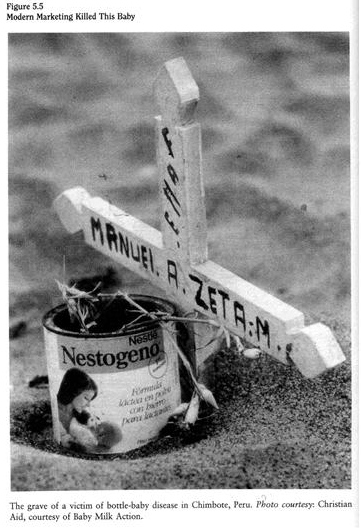 Figure 5.5
Modern Marketing Killed This Baby
MANUEL. A. ZETA. M.
Nestlé
Nestogeno
Fórmula
láctea en polvo
con hierro
para lactantes
The grave of a victim of bottle-baby disease in Chimbote, Peru. Photo courtesy: Christian
Aid, courtesy of Baby Milk Action.